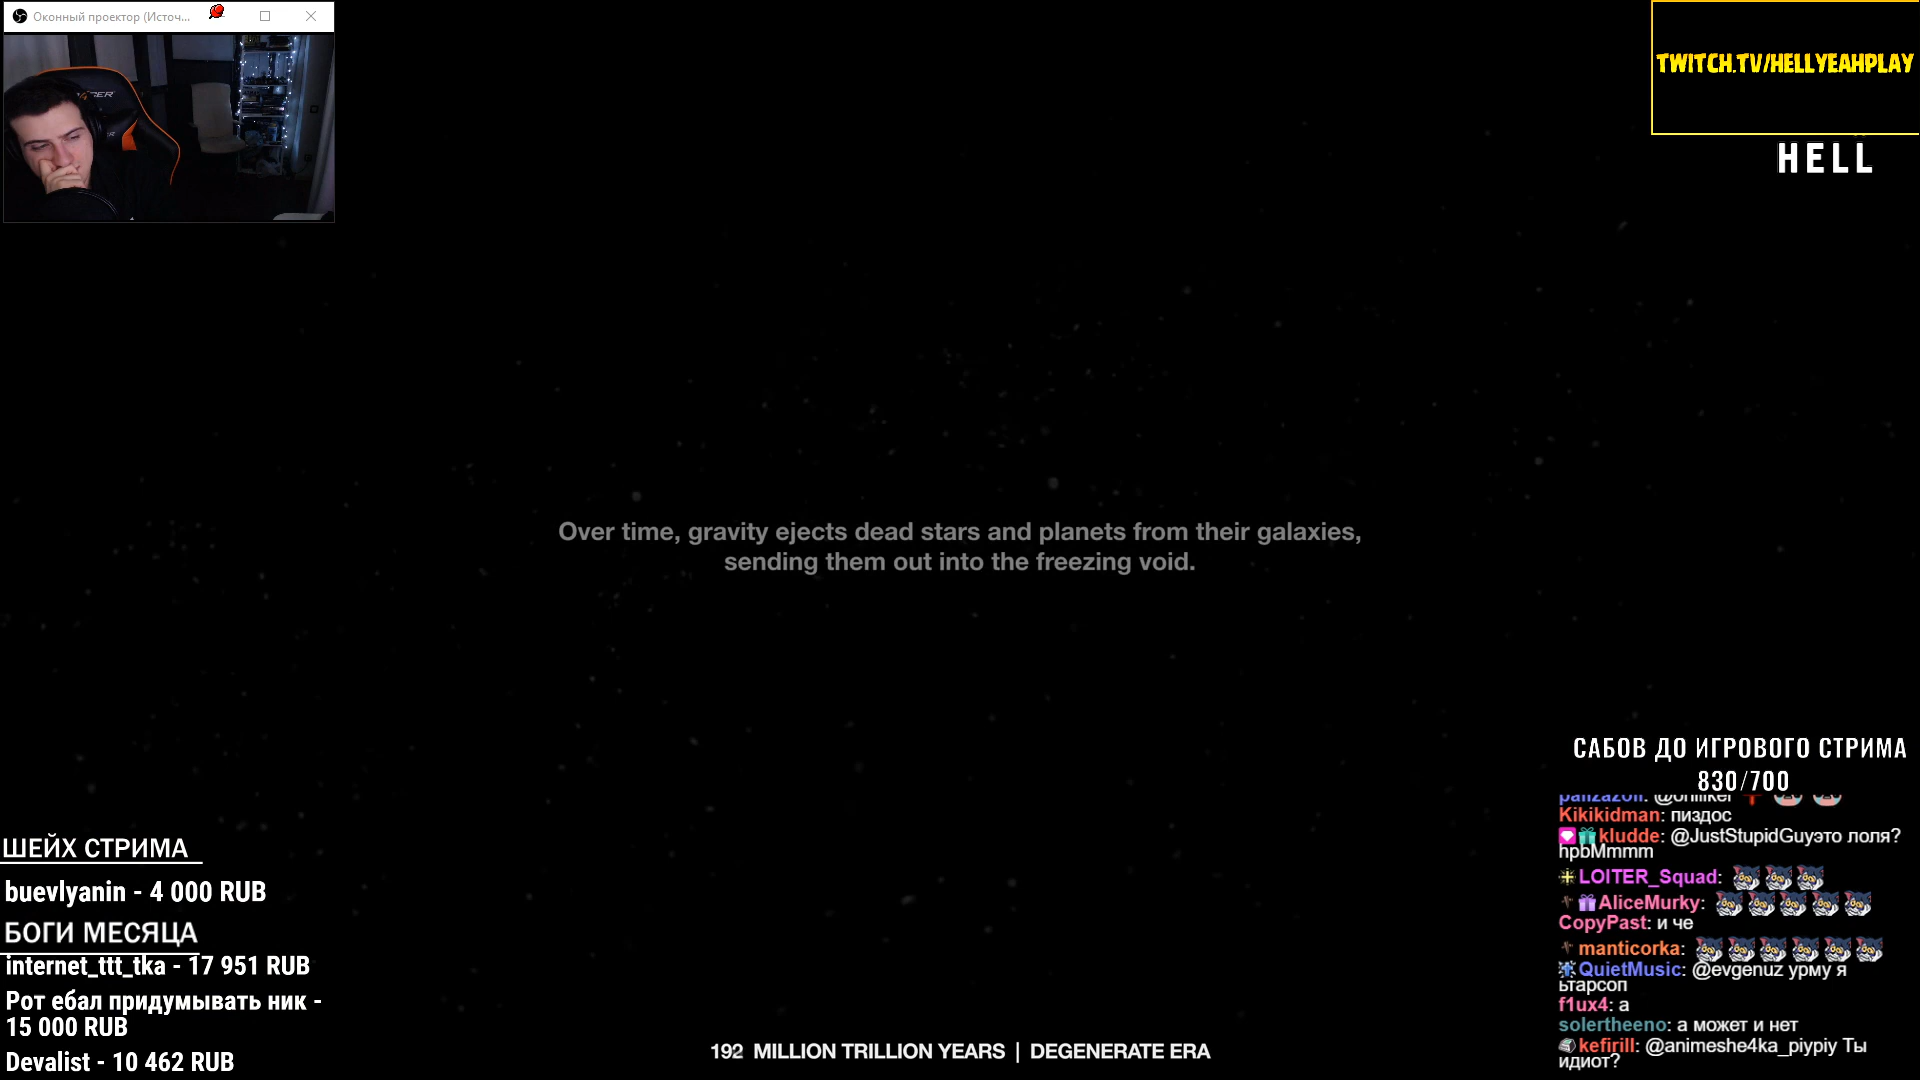 Оконный проектор (Источ...
TWITCH.TV/HELLYEAHPLAY
HELL
Over time, gravity ejects dead stars and planets from their galaxies,
sending them out into the freezing void.
САБОВ ДО ИГРОВОГО СТРИМА
830/700
Kikikidman: пиздос
kludde: @JustStupidGuyэто лоля?
hpbMmmm
LOITER_Squad:
AliceMurky:
CopyPast: и че
manticorka:
QuietMusic: @evgenuz урму я
ьтарсоп
f1ux4: а
solertheeno: а может и нет
kefirill: @animeshe4ka_piypiy Ты
идиот?
ШЕЙХ СТРИМА
buevlyanin - 4 000 RUB
БОГИ МЕСЯЦА
internet_ttt_tka - 17 951 RUB
Рот ебал придумывать ник -
15 000 RUB
Devalist - 10 462 RUB
192 MILLION TRILLION YEARS | DEGENERATE ERA